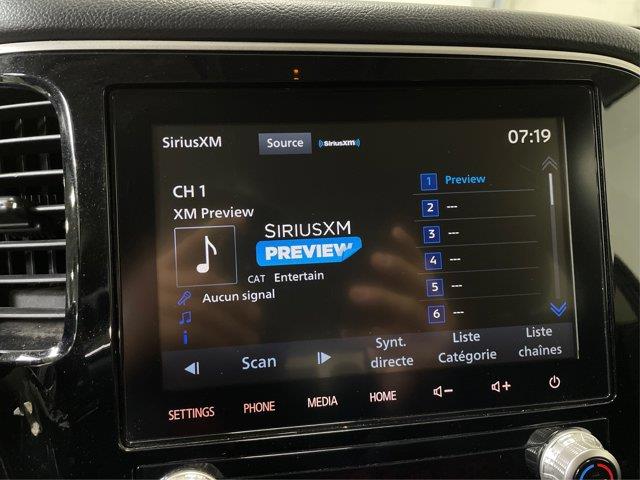 SiriusXM Source SiriusXM 07:19
CH 1
XM Preview
SIRIUSXM
PREVIEW
CAT Entertain
Aucun signal
1 Preview
2 ---
3 ---
4 ---
5 ---
6 ---
Scan
Synt.
directe
Liste
Catégorie
Liste
chaînes
SETTINGS PHONE MEDIA HOME